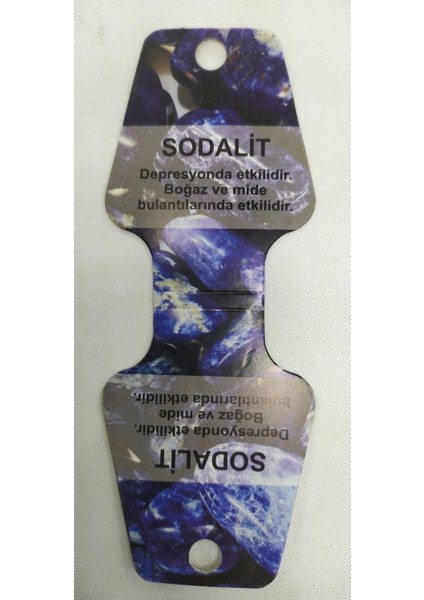 SODALİT
Depresyonda etkilidir.
Boğaz ve mide
bulantılarında etkilidir.
SODALİT
Depresyonda etkilidir.
Boğaz ve mide
bulantılarında etkilidir.